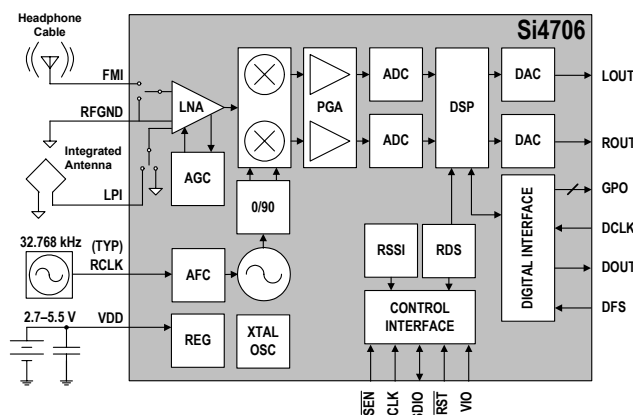 Headphone
Cable
Si4706
FMI
LNA
RFGND
Integrated
Antenna
LPI
AGC
0/90
PGA
ADC
ADC
DSP
DAC
DAC
LOUT
ROUT
GPO
DCLK
DOUT
DFS
DIGITAL INTERFACE
32.768 kHz
(TYP)
RCLK
AFC
RSSI
RDS
CONTROL
INTERFACE
2.7–5.5 V
VDD
REG
XTAL
OSC
SEN
RST
VIO